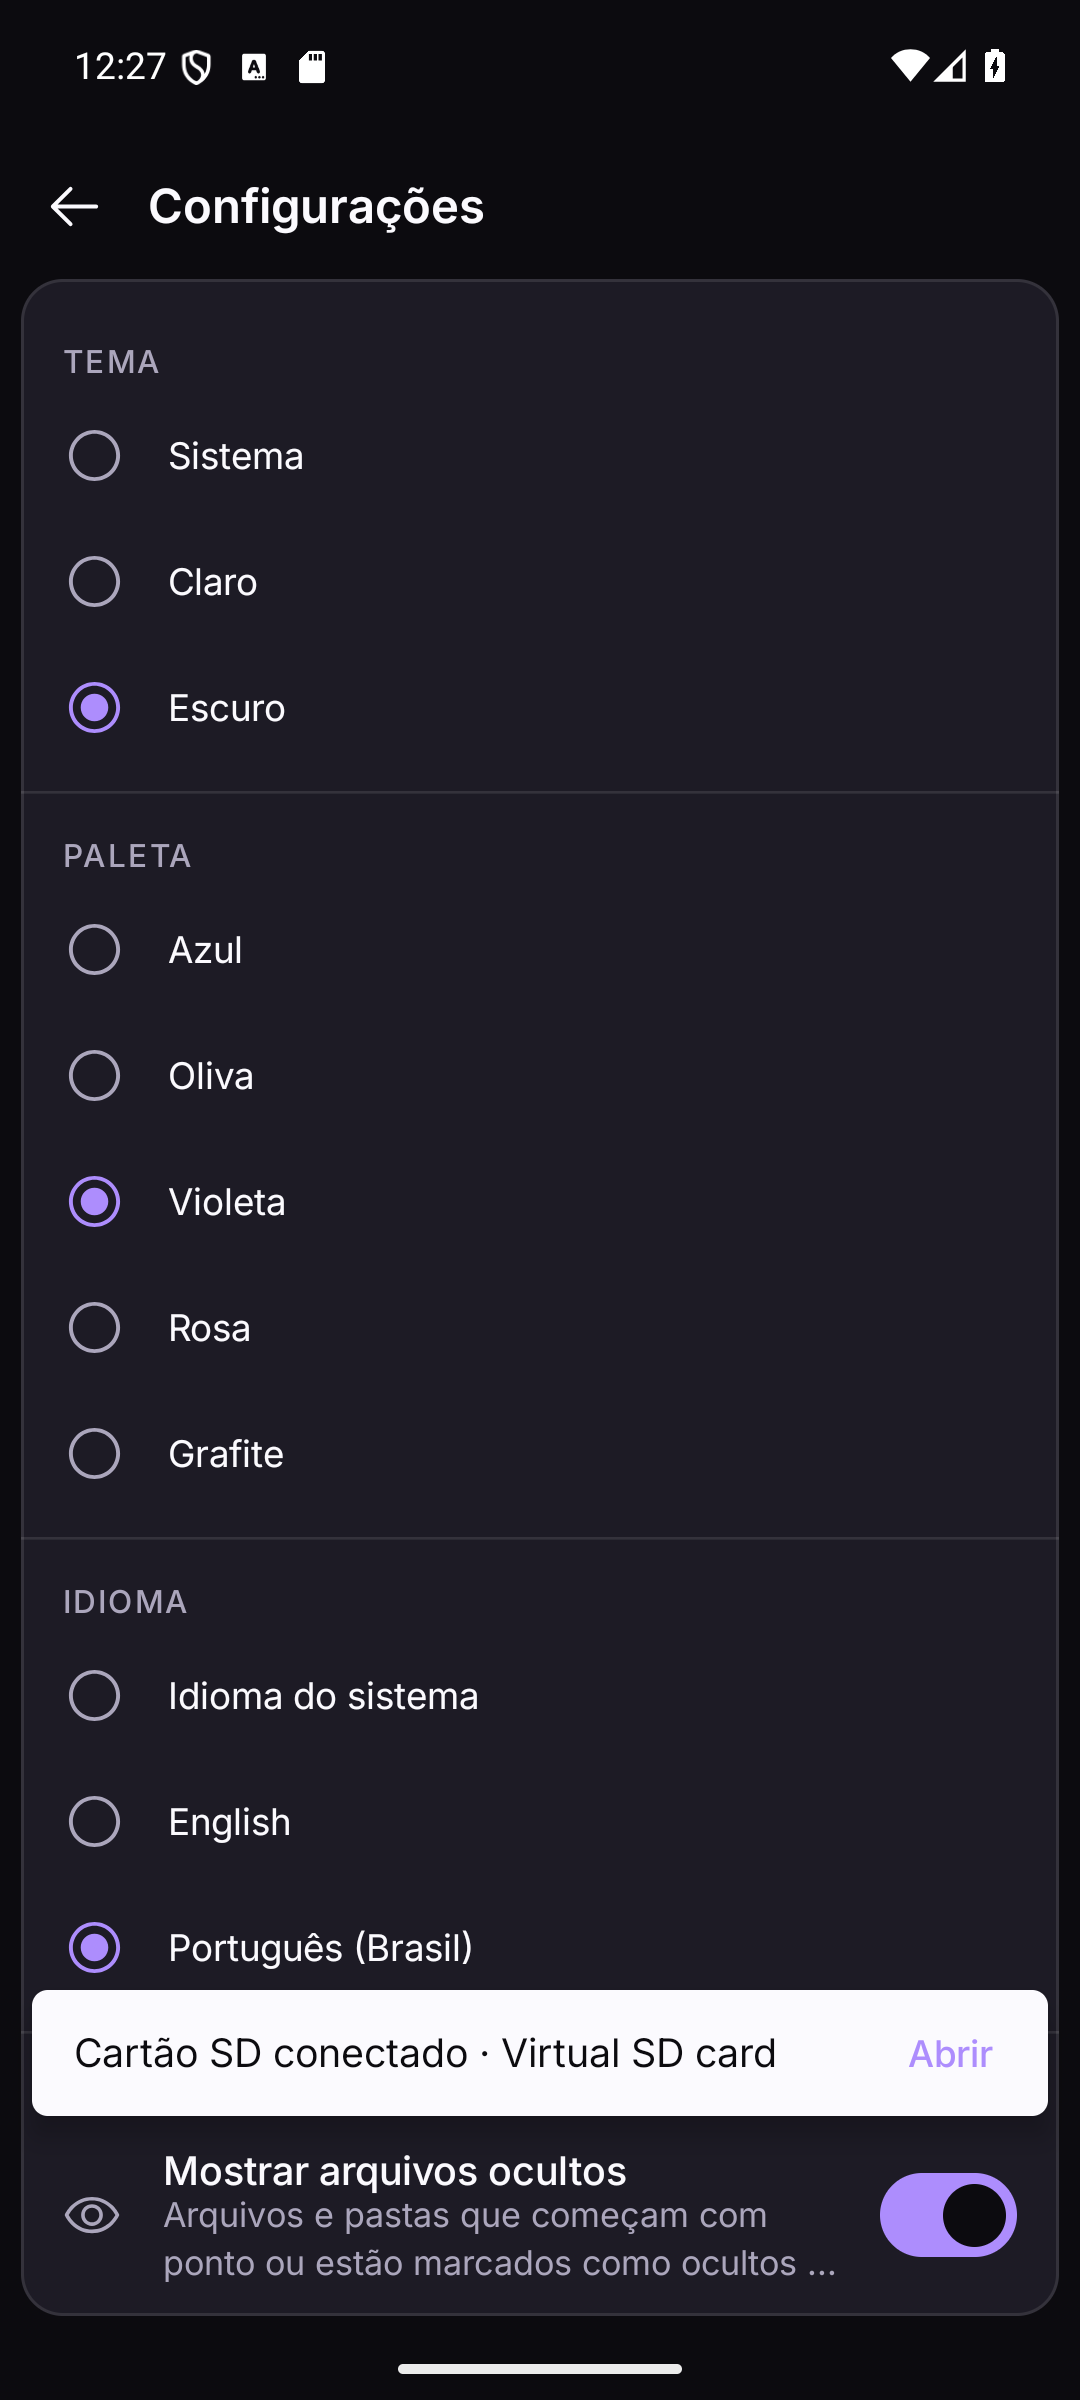 12:27
Configurações
TEMA
Sistema
Claro
Escuro
PALETA
Azul
Oliva
Violeta
Rosa
Grafite
IDIOMA
Idioma do sistema
English
Português (Brasil)
Cartão SD conectado · Virtual SD card Abrir
Mostrar arquivos ocultos
Arquivos e pastas que começam com
ponto ou estão marcados como ocultos ...